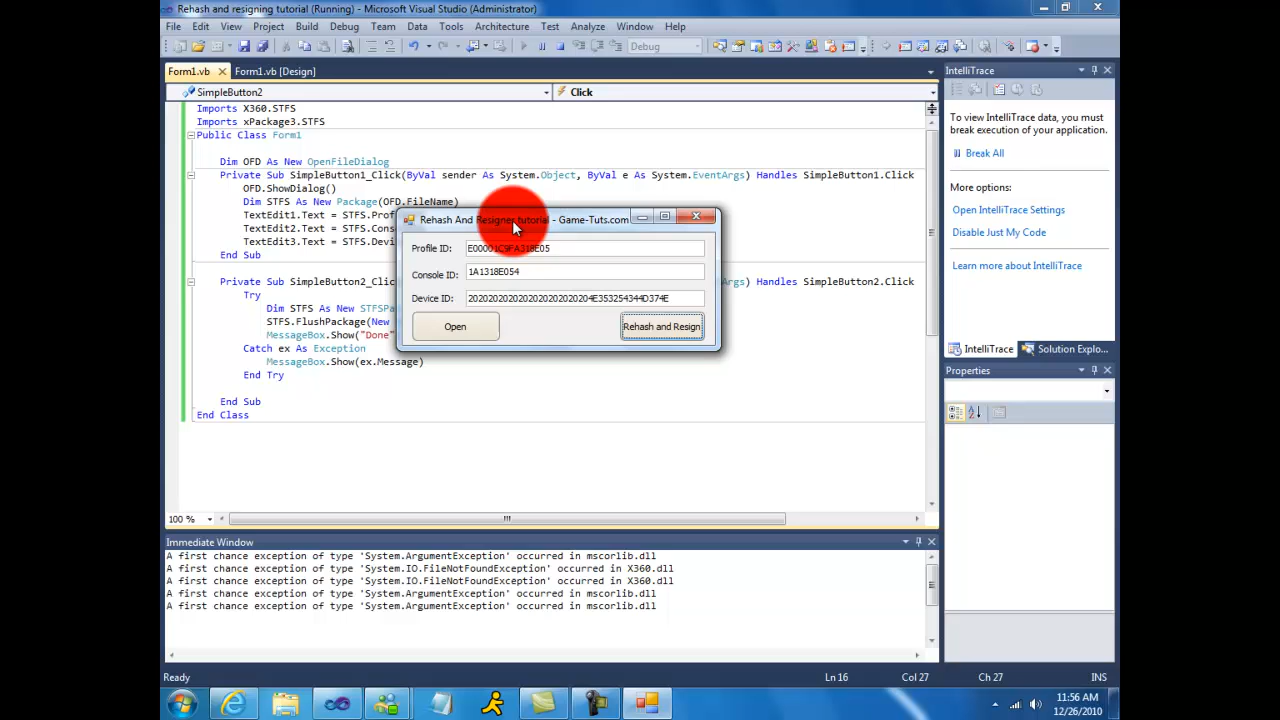 Rehash and resigning tutorial (Running) - Microsoft Visual Studio (Administrator)
File Edit View Project Build Debug Team Data Tools Architecture Test Analyze Window Help
Debug
Form1.vb Form1.vb [Design]
SimpleButton2 Click
Imports X360.STFS
Imports xPackage3.STFS
Public Class Form1
Dim OFD As New OpenFileDialog
Private Sub SimpleButton1_Click(ByVal sender As System.Object, ByVal e As System.EventArgs) Handles SimpleButton1.Click
OFD.ShowDialog()
Dim STFS As New Package(OFD.FileName)
TextEdit1.Text = STFS.Prof
TextEdit2.Text = STFS.Cons
TextEdit3.Text = STFS.Devi
End Sub
Private Sub SimpleButton2_C
Args) Handles SimpleButton2.Click
Try
Dim STFS As New STFSPa
STFS.FlushPackage(New
MessageBox.Show("Done"
Catch ex As Exception
MessageBox.Show(ex.Message)
End Try
End Sub
End Class
Rehash And Resigner tutorial - Game-Tuts.com
Profile ID: E00001C9FA318E05
Console ID: 1A1318E054
Device ID: 2020202020202020202020204E353254344D374E
Open Rehash and Resign
100 %
IntelliTrace
To view IntelliTrace data, you must
break execution of your application.
Break All
More options:
Open IntelliTrace Settings
Disable Just My Code
Learn more about IntelliTrace
IntelliTrace Solution Explo...
Properties
Immediate Window
A first chance exception of type 'System.ArgumentException' occurred in mscorlib.dll
A first chance exception of type 'System.IO.FileNotFoundException' occurred in X360.dll
A first chance exception of type 'System.IO.FileNotFoundException' occurred in X360.dll
A first chance exception of type 'System.ArgumentException' occurred in mscorlib.dll
A first chance exception of type 'System.ArgumentException' occurred in mscorlib.dll
Ready Ln 16 Col 27 Ch 27 INS
11:56 AM
12/26/2010